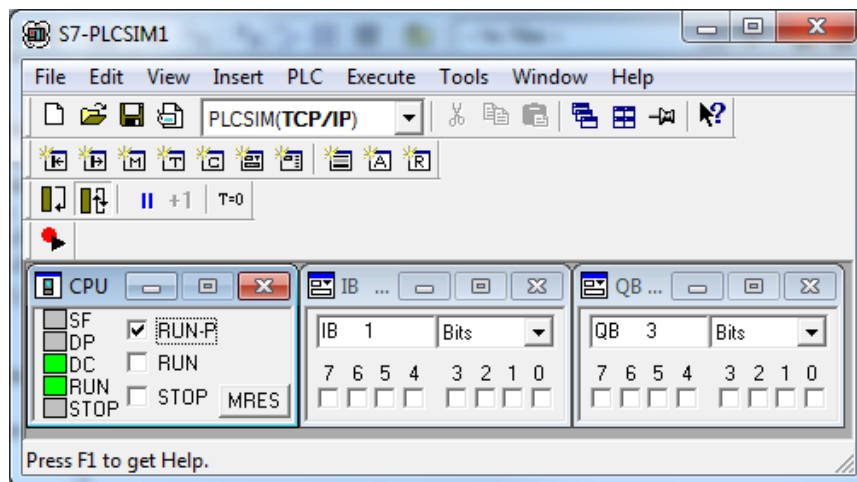 S7-PLCSIM1
File Edit View Insert PLC Execute Tools Window Help
PLCSIM(TCP/IP)
M T C A R
+1 T=0
CPU
SF
DP
DC
RUN
STOP
RUN-P
RUN
STOP
MRES
IB ...
IB 1 Bits
7 6 5 4 3 2 1 0
QB ...
QB 3 Bits
7 6 5 4 3 2 1 0
Press F1 to get Help.